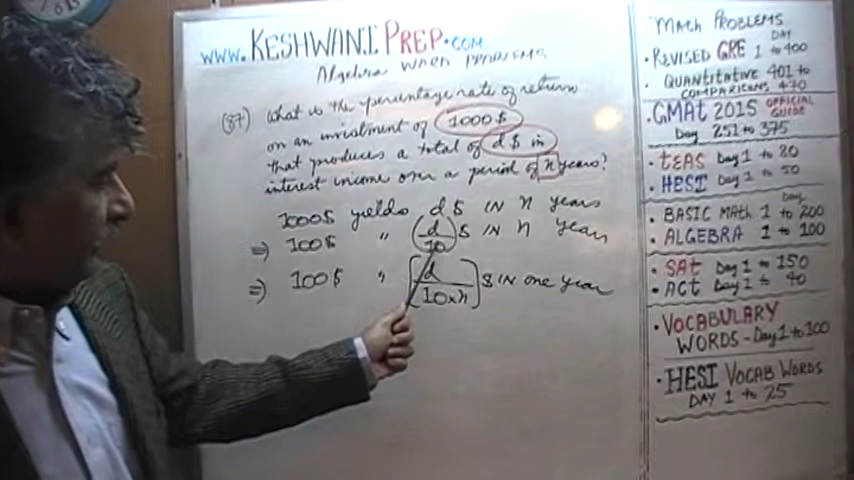 www.KESHWANI PREP.COM
Algebra WORD PROBLEMS
(87) What is the percentage rate of return
on an investment of 1000$
that produces a total of d $ in
interest income over a period of n years?
1000$ yields d $ IN n years
=> 100$ " (d/10) $ IN n years
=> 100$ " [d/10×n] $ IN one year
MATH PROBLEMS
DAY
• REVISED GRE 1 to 400
• QUANTITATIVE 401 to
COMPARISONS 470
• GMAT 2015 OFFICIAL GUIDE
Day 251 to 375
• TEAS Day 1 to 80
• HESI Day 1 to 50
Day
• BASIC MATH 1 to 200
• ALGEBRA 1 to 100
• SAT Day 1 to 150
• ACT Day 1 to 40
• VOCABULARY
WORDS - Day 1 to 100
• HESI VOCAB WORDS
DAY 1 to 25